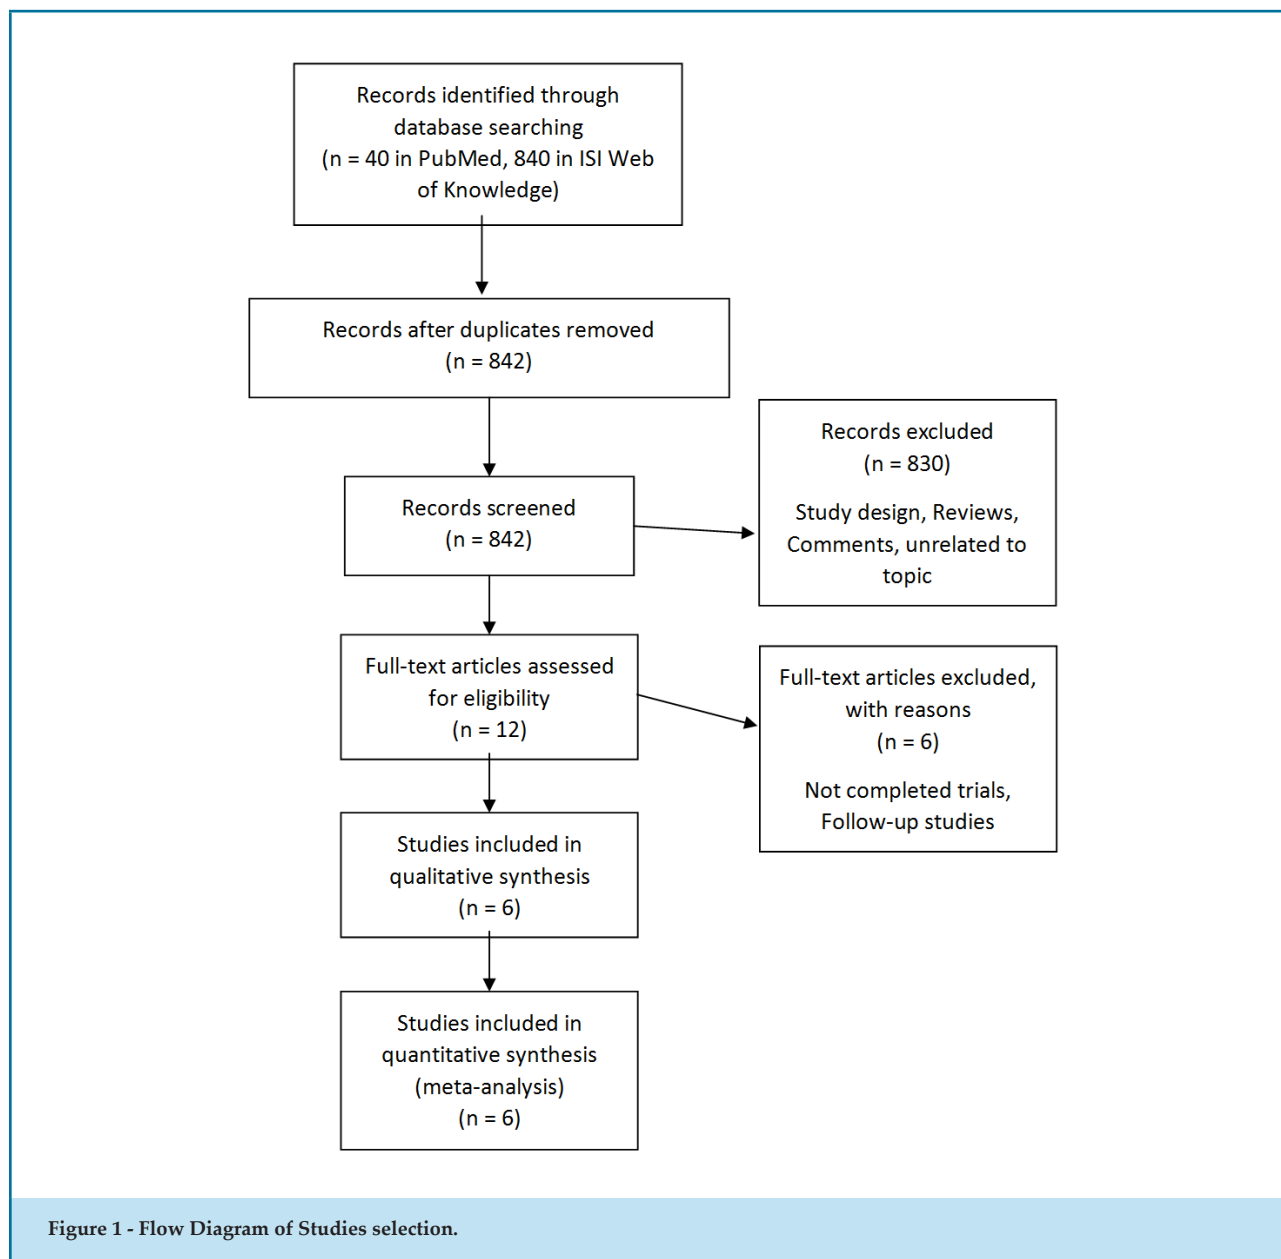 Records identified through
database searching
(n = 40 in PubMed, 840 in ISI Web
of Knowledge)
Records after duplicates removed
(n = 842)
Records screened
(n = 842)
Records excluded
(n = 830)
Study design, Reviews,
Comments, unrelated to
topic
Full-text articles assessed
for eligibility
(n = 12)
Full-text articles excluded,
with reasons
(n = 6)
Not completed trials,
Follow-up studies
Studies included in
qualitative synthesis
(n = 6)
Studies included in
quantitative synthesis
(meta-analysis)
(n = 6)
Figure 1 - Flow Diagram of Studies selection.